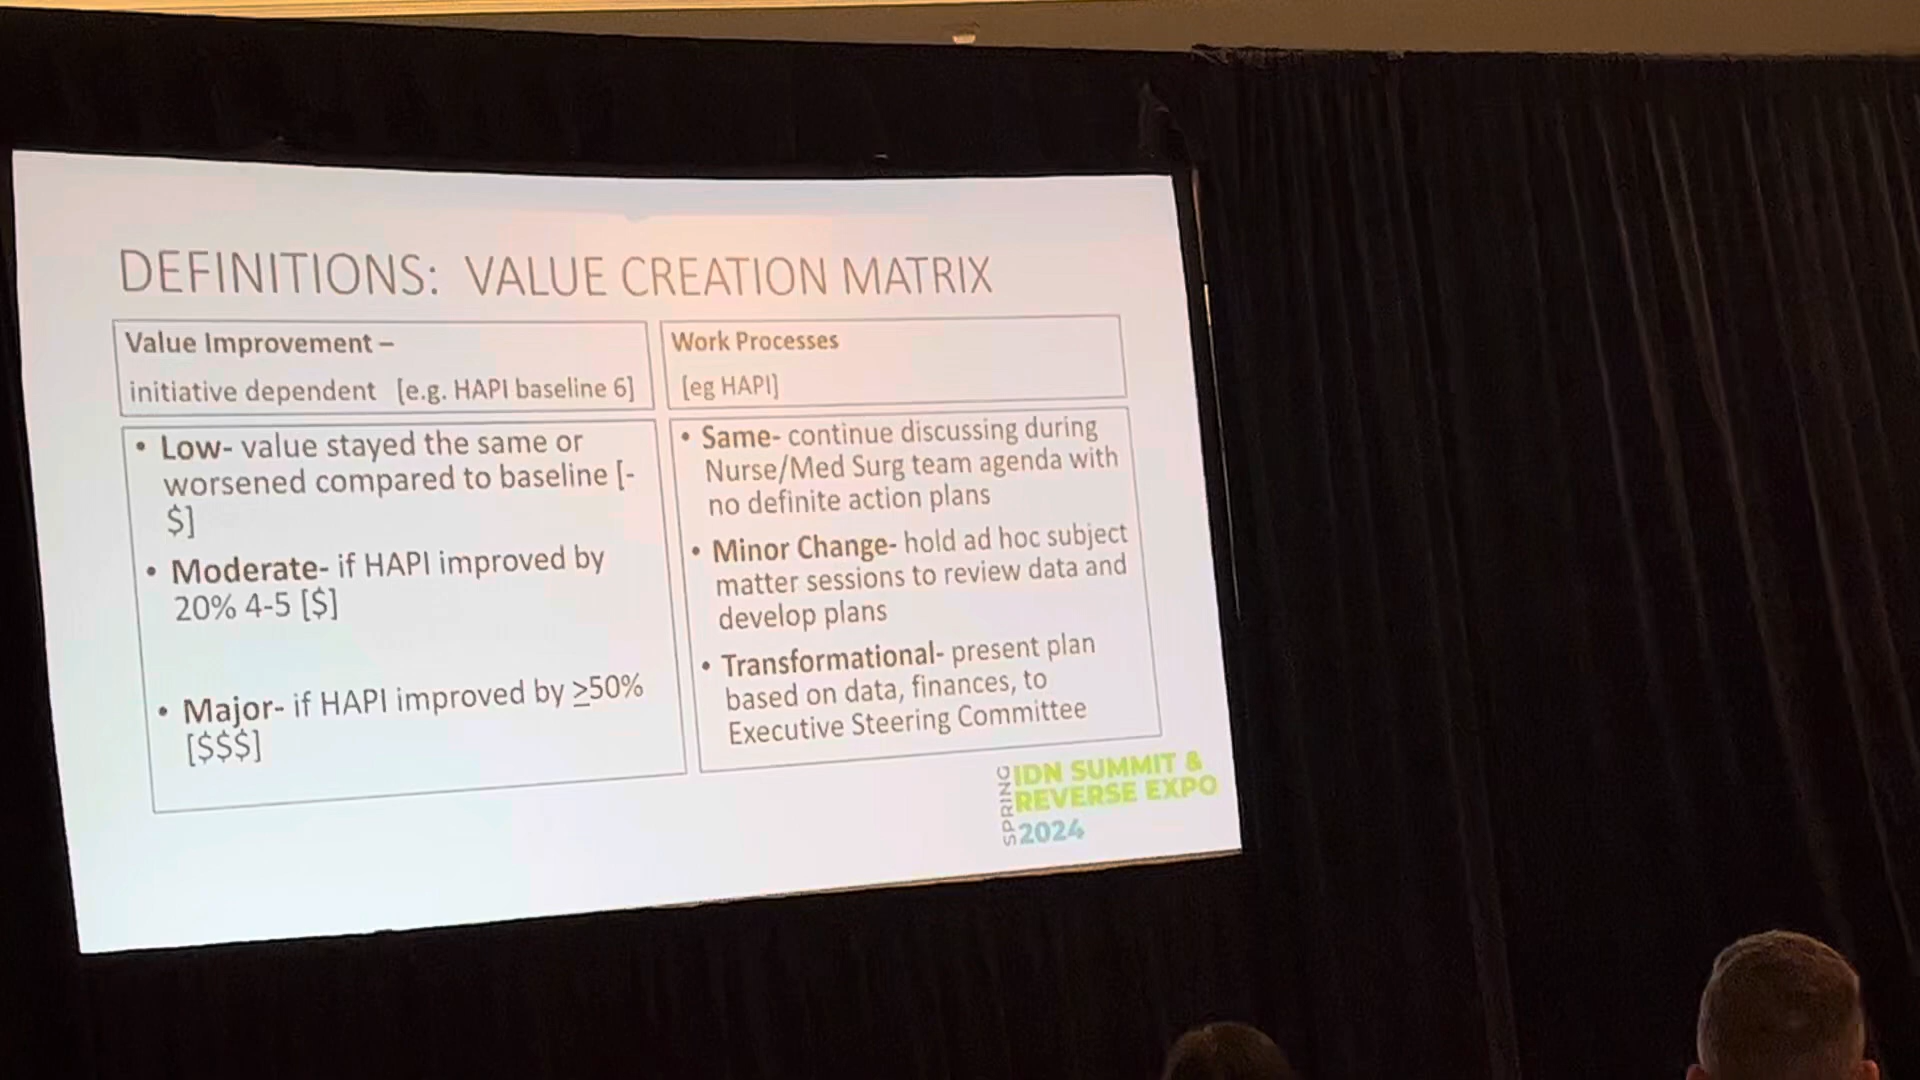 DEFINITIONS: VALUE CREATION MATRIX
Value Improvement –
initiative dependent [e.g. HAPI baseline 6]
• Low- value stayed the same or
worsened compared to baseline [-
$]
• Moderate- if HAPI improved by
20% 4-5 [$]
• Major- if HAPI improved by ≥50%
[$$$]
Work Processes
[eg HAPI]
• Same- continue discussing during
Nurse/Med Surg team agenda with
no definite action plans
• Minor Change- hold ad hoc subject
matter sessions to review data and
develop plans
• Transformational- present plan
based on data, finances, to
Executive Steering Committee
SPRING
IDN SUMMIT &
REVERSE EXPO
2024